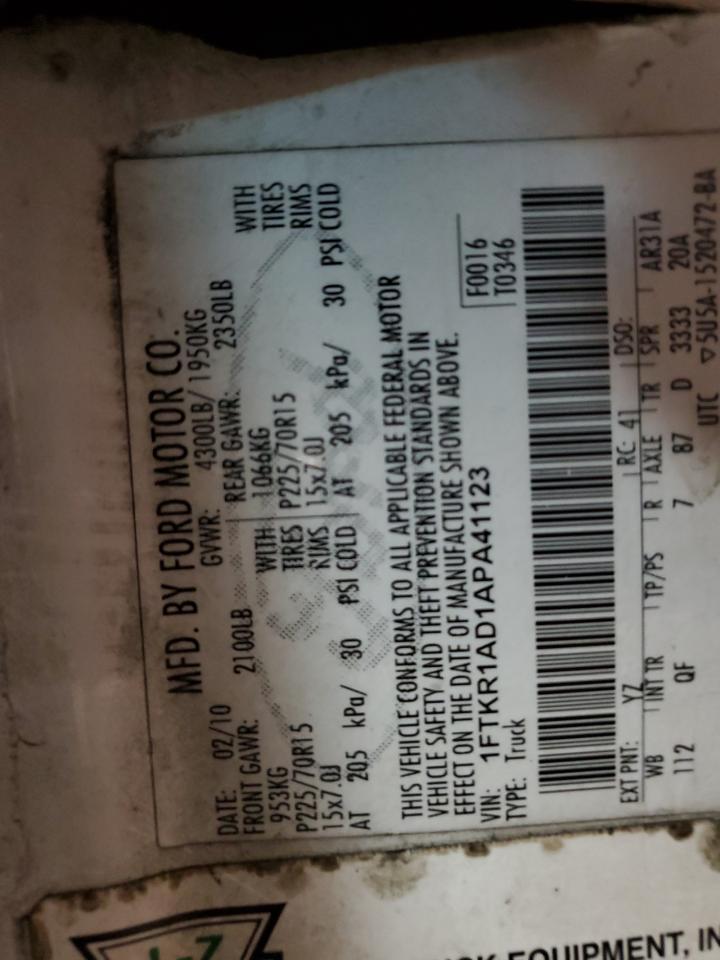 MFD. BY FORD MOTOR CO.
DATE: 02/10 GVWR: 4300LB/ 1950KG
FRONT GAWR: 2100LB REAR GAWR: 2350LB
953KG WITH 1066KG WITH
P225/70R15 TIRES P225/70R15 TIRES
15x7.0J RIMS 15x7.0J RIMS
AT 205 kPa/ 30 PSI COLD AT 205 kPa/ 30 PSI COLD
THIS VEHICLE CONFORMS TO ALL APPLICABLE FEDERAL MOTOR
VEHICLE SAFETY AND THEFT PREVENTION STANDARDS IN
EFFECT ON THE DATE OF MANUFACTURE SHOWN ABOVE.
VIN: 1FTKR1AD1APA41123 F0016
TYPE: Truck T0346
EXT PNT: YZ RC: 41 DSO:
WB INT TR TP/PS R AXLE TR SPR AR31A
112 QF 7 87 D 3333 20A
UTC ▽5U5A-1520472-BA
EQUIPMENT, IN